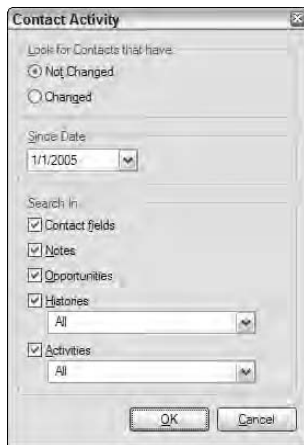 Contact Activity
Look for Contacts that have:
Not Changed
Changed
Since Date
1/1/2005
Search In
Contact fields
Notes
Opportunities
Histories
All
Activities
All
OK
Cancel